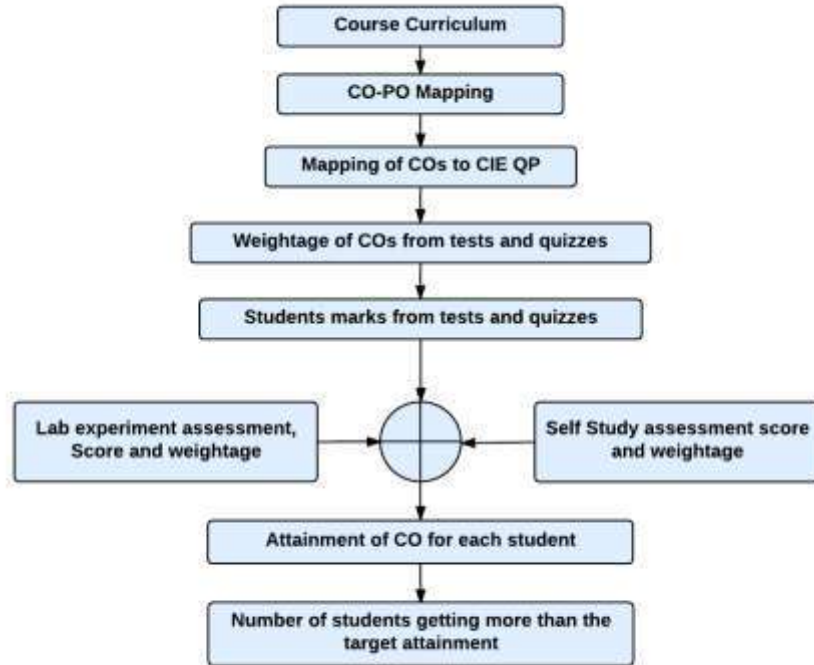 Course Curriculum
CO-PO Mapping
Mapping of COs to CIE QP
Weightage of COs from tests and quizzes
Students marks from tests and quizzes
Lab experiment assessment,
Score and weightage
Self Study assessment score
and weightage
Attainment of CO for each student
Number of students getting more than the
target attainment